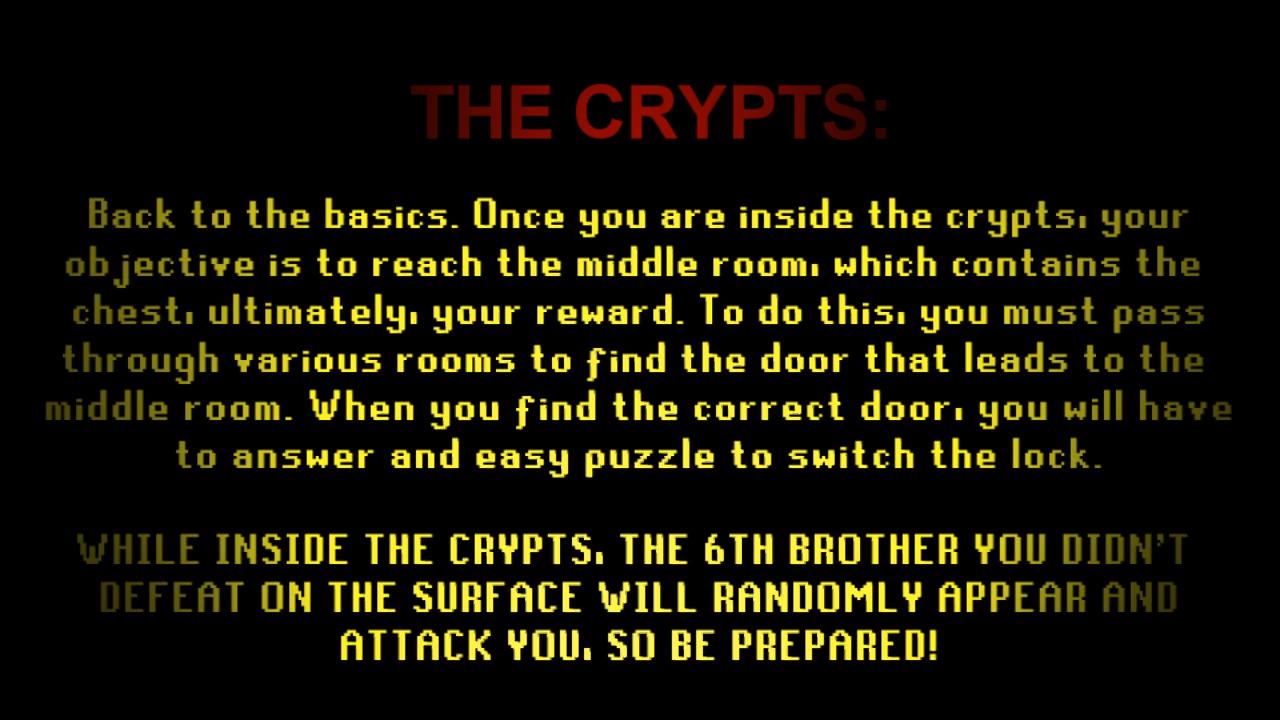 THE CRYPTS:
Back to the basics. Once you are inside the crypts, your
objective is to reach the middle room, which contains the
chest, ultimately, your reward. To do this, you must pass
through various rooms to find the door that leads to the
middle room. When you find the correct door, you will have
to answer and easy puzzle to switch the lock.
WHILE INSIDE THE CRYPTS, THE 6TH BROTHER YOU DIDN'T
DEFEAT ON THE SURFACE WILL RANDOMLY APPEAR AND
ATTACK YOU, SO BE PREPARED!